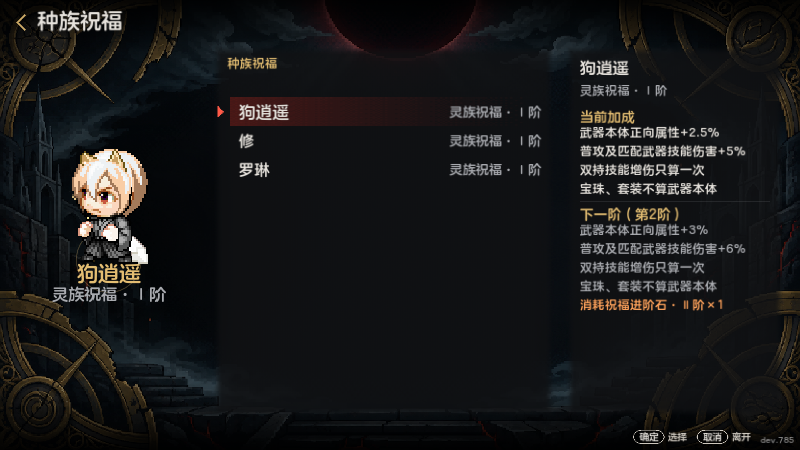 种族祝福
种族祝福
狗逍遥 灵族祝福·Ⅰ阶
修 灵族祝福·Ⅰ阶
罗琳 灵族祝福·Ⅰ阶
狗逍遥
灵族祝福·Ⅰ阶
狗逍遥
灵族祝福·Ⅰ阶
当前加成
武器本体正向属性+2.5%
普攻及匹配武器技能伤害+5%
双持技能增伤只算一次
宝珠、套装不算武器本体
下一阶（第2阶）
武器本体正向属性+3%
普攻及匹配武器技能伤害+6%
双持技能增伤只算一次
宝珠、套装不算武器本体
消耗祝福进阶石·Ⅱ阶×1
确定 选择 取消 离开 dev.785